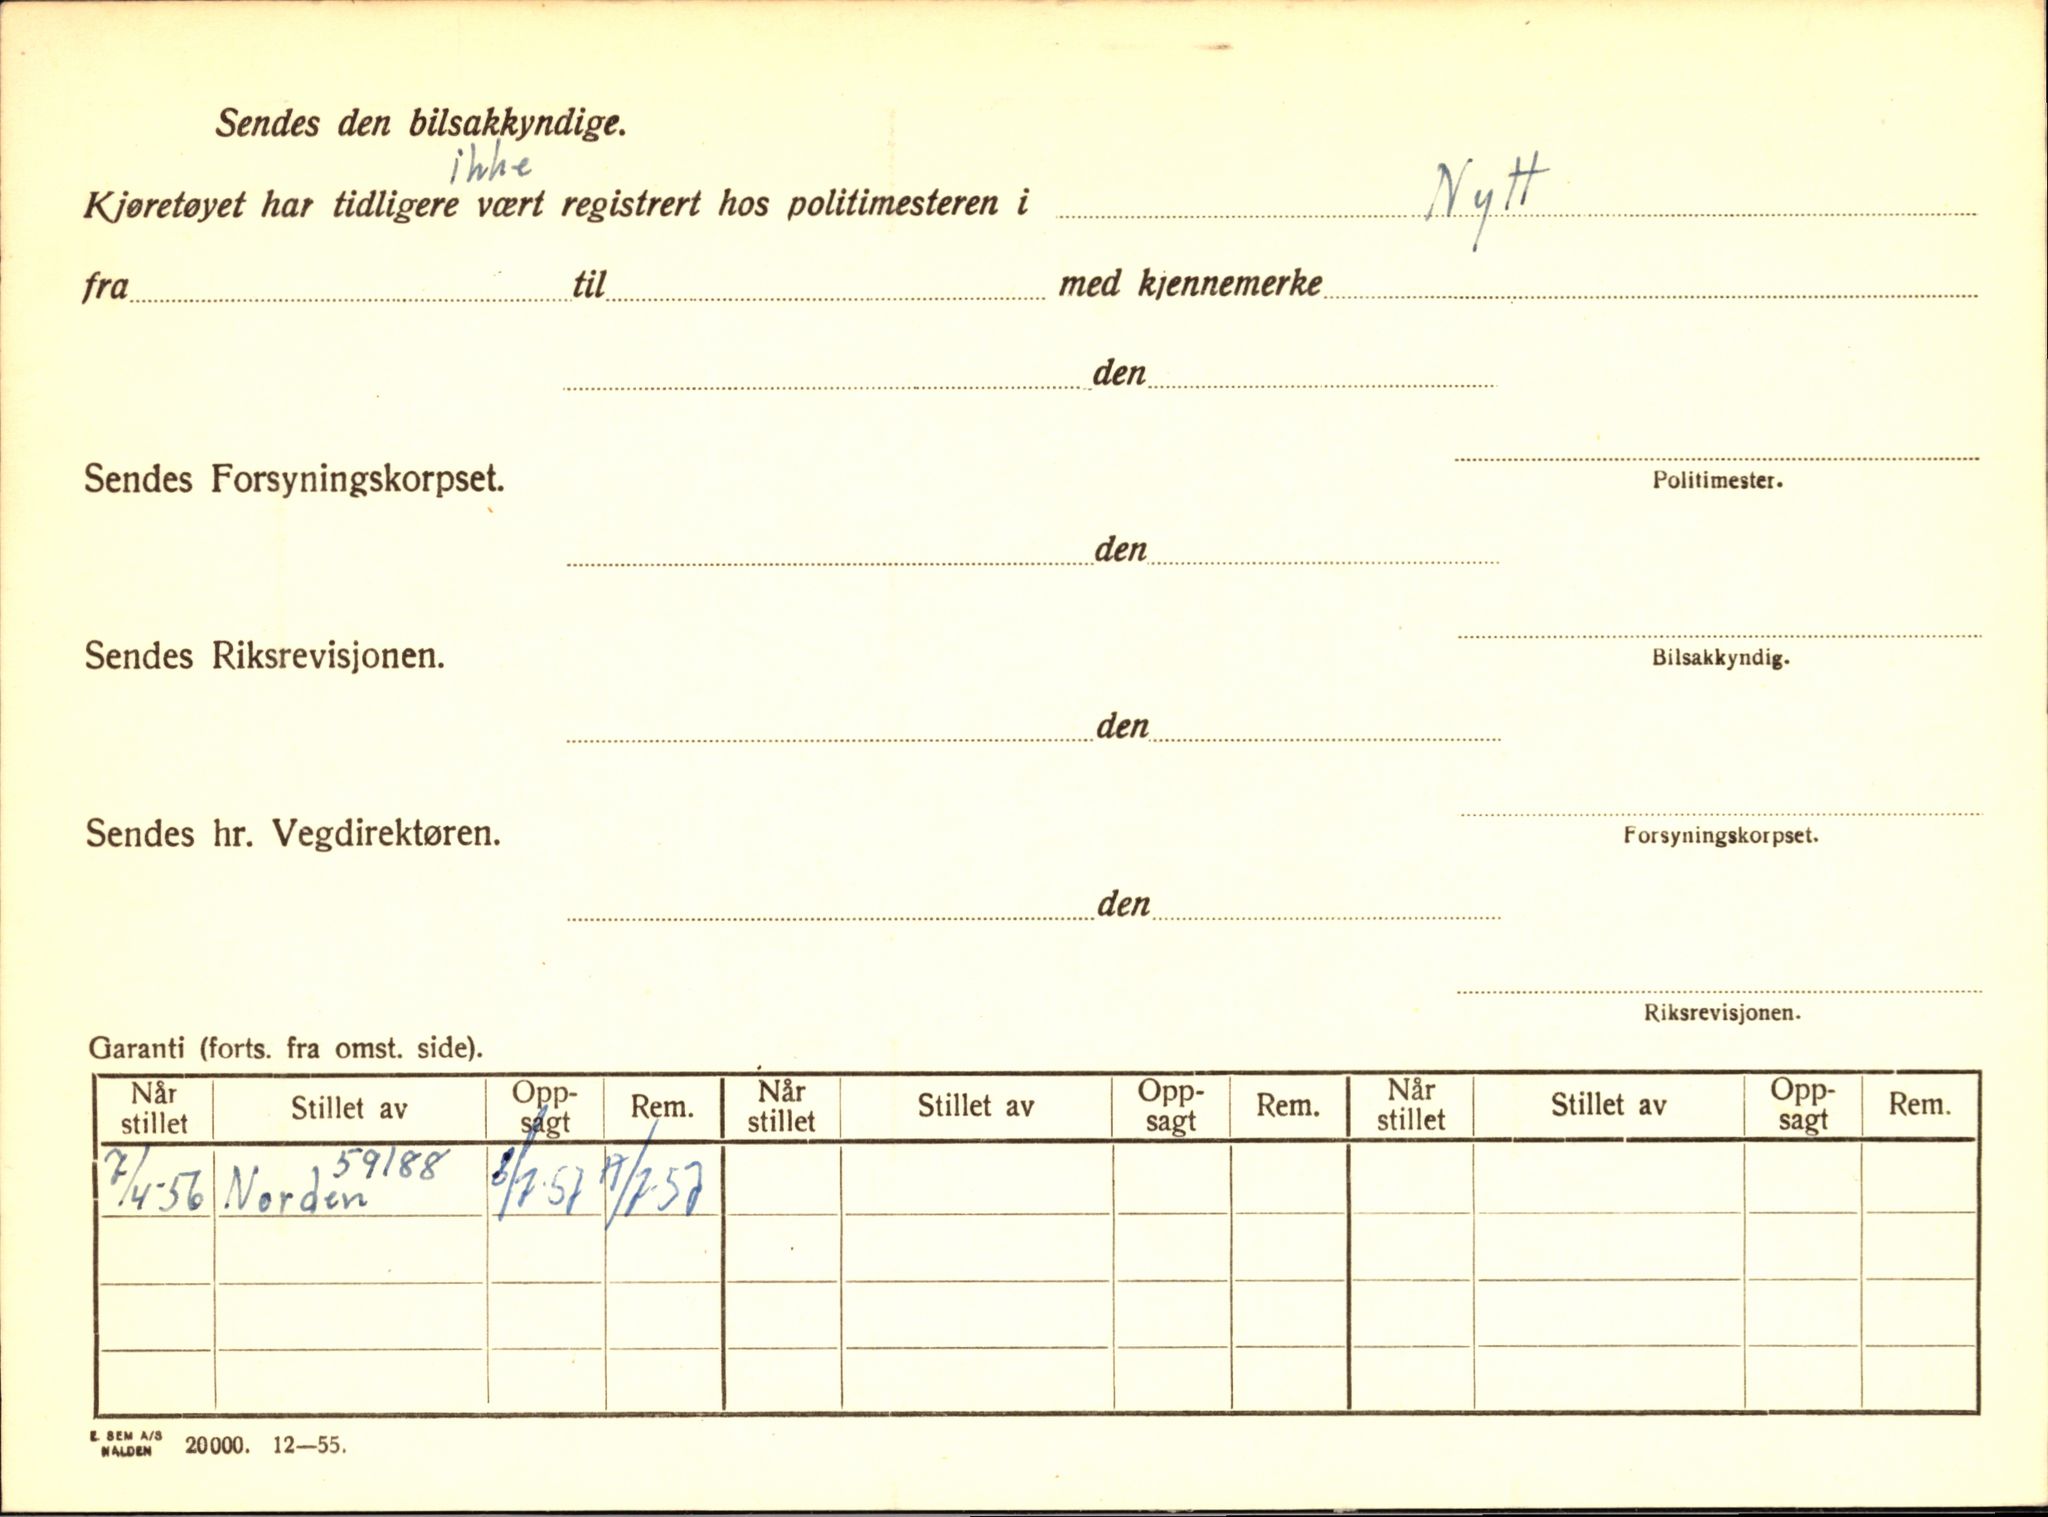 Sendes den bilsakkyndige.
ikke
Kjøretøyet har tidligere vært registrert hos politimesteren i Nytt
fra til med kjennemerke
den
Sendes Forsyningskorpset.
Politimester.
den
Sendes Riksrevisjonen.
Bilsakkyndig.
den
Sendes hr. Vegdirektøren.
Forsyningskorpset.
den
Riksrevisjonen.
Garanti (forts. fra omst. side).
Når stillet Stillet av Opp-sagt Rem. Når stillet Stillet av Opp-sagt Rem. Når stillet Stillet av Opp-sagt Rem.
59188
7/4-56 Norden /7-57 17/7-57
E. SEM A/S
HALDEN 20000. 12—55.